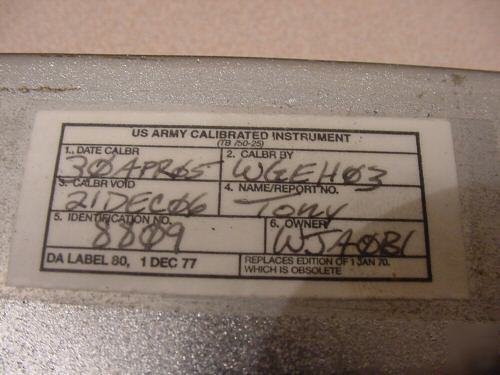 US ARMY CALIBRATED INSTRUMENT
(TB 750-25)
1. DATE CALBR 2. CALBR BY
30APR05 WGEH03
3. CALBR VOID 4. NAME/REPORT NO.
21DEC06 Tony
5. IDENTIFICATION NO. 6. OWNER
8809 WJA0B1
DA LABEL 80, 1 DEC 77 REPLACES EDITION OF 1 JAN 70.
WHICH IS OBSOLETE